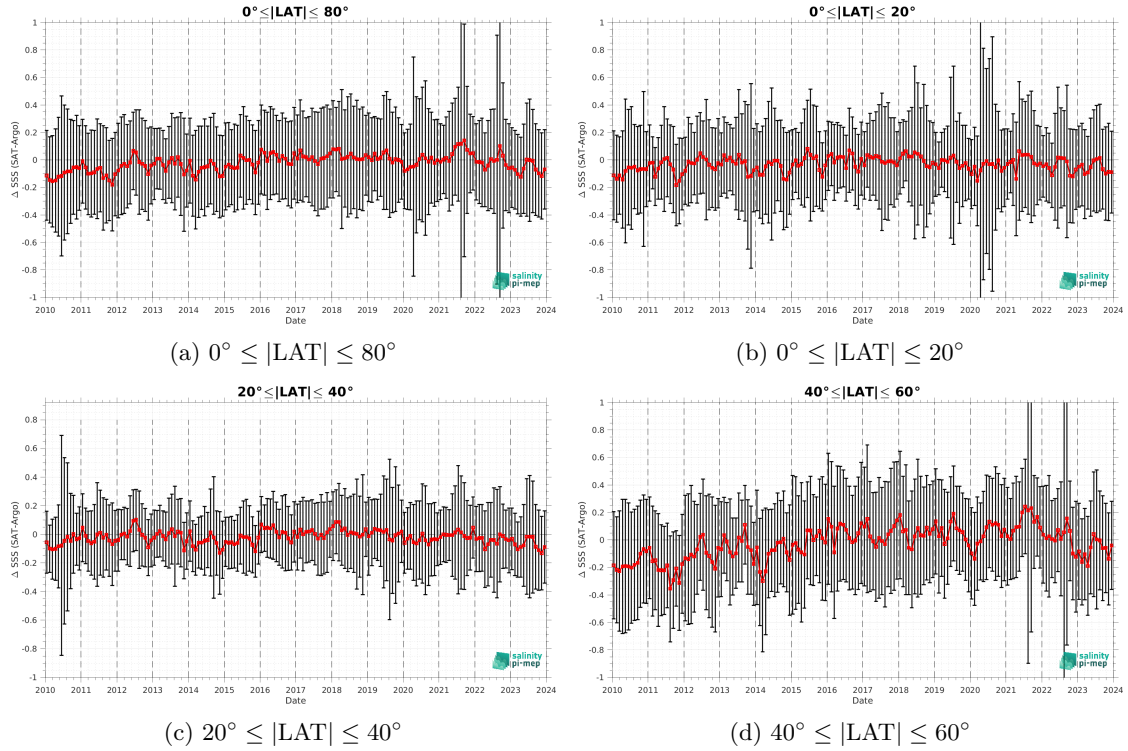 0°≤|LAT|≤ 80°
Δ SSS (SAT-Argo)
1
0.8
0.6
0.4
0.2
0
-0.2
-0.4
-0.6
-0.8
-1
salinity
pi-mep
2010 2011 2012 2013 2014 2015 2016 2017 2018 2019 2020 2021 2022 2023 2024
Date
(a) 0° ≤ |LAT| ≤ 80°
0°≤|LAT|≤ 20°
Δ SSS (SAT-Argo)
1
0.8
0.6
0.4
0.2
0
-0.2
-0.4
-0.6
-0.8
-1
salinity
pi-mep
2010 2011 2012 2013 2014 2015 2016 2017 2018 2019 2020 2021 2022 2023 2024
Date
(b) 0° ≤ |LAT| ≤ 20°
20°≤|LAT|≤ 40°
Δ SSS (SAT-Argo)
0.8
0.6
0.4
0.2
0
-0.2
-0.4
-0.6
-0.8
-1
salinity
pi-mep
2010 2011 2012 2013 2014 2015 2016 2017 2018 2019 2020 2021 2022 2023 2024
Date
(c) 20° ≤ |LAT| ≤ 40°
40°≤|LAT|≤ 60°
Δ SSS (SAT-Argo)
1
0.8
0.6
0.4
0.2
0
-0.2
-0.4
-0.6
-0.8
-1
salinity
pi-mep
2010 2011 2012 2013 2014 2015 2016 2017 2018 2019 2020 2021 2022 2023 2024
Date
(d) 40° ≤ |LAT| ≤ 60°